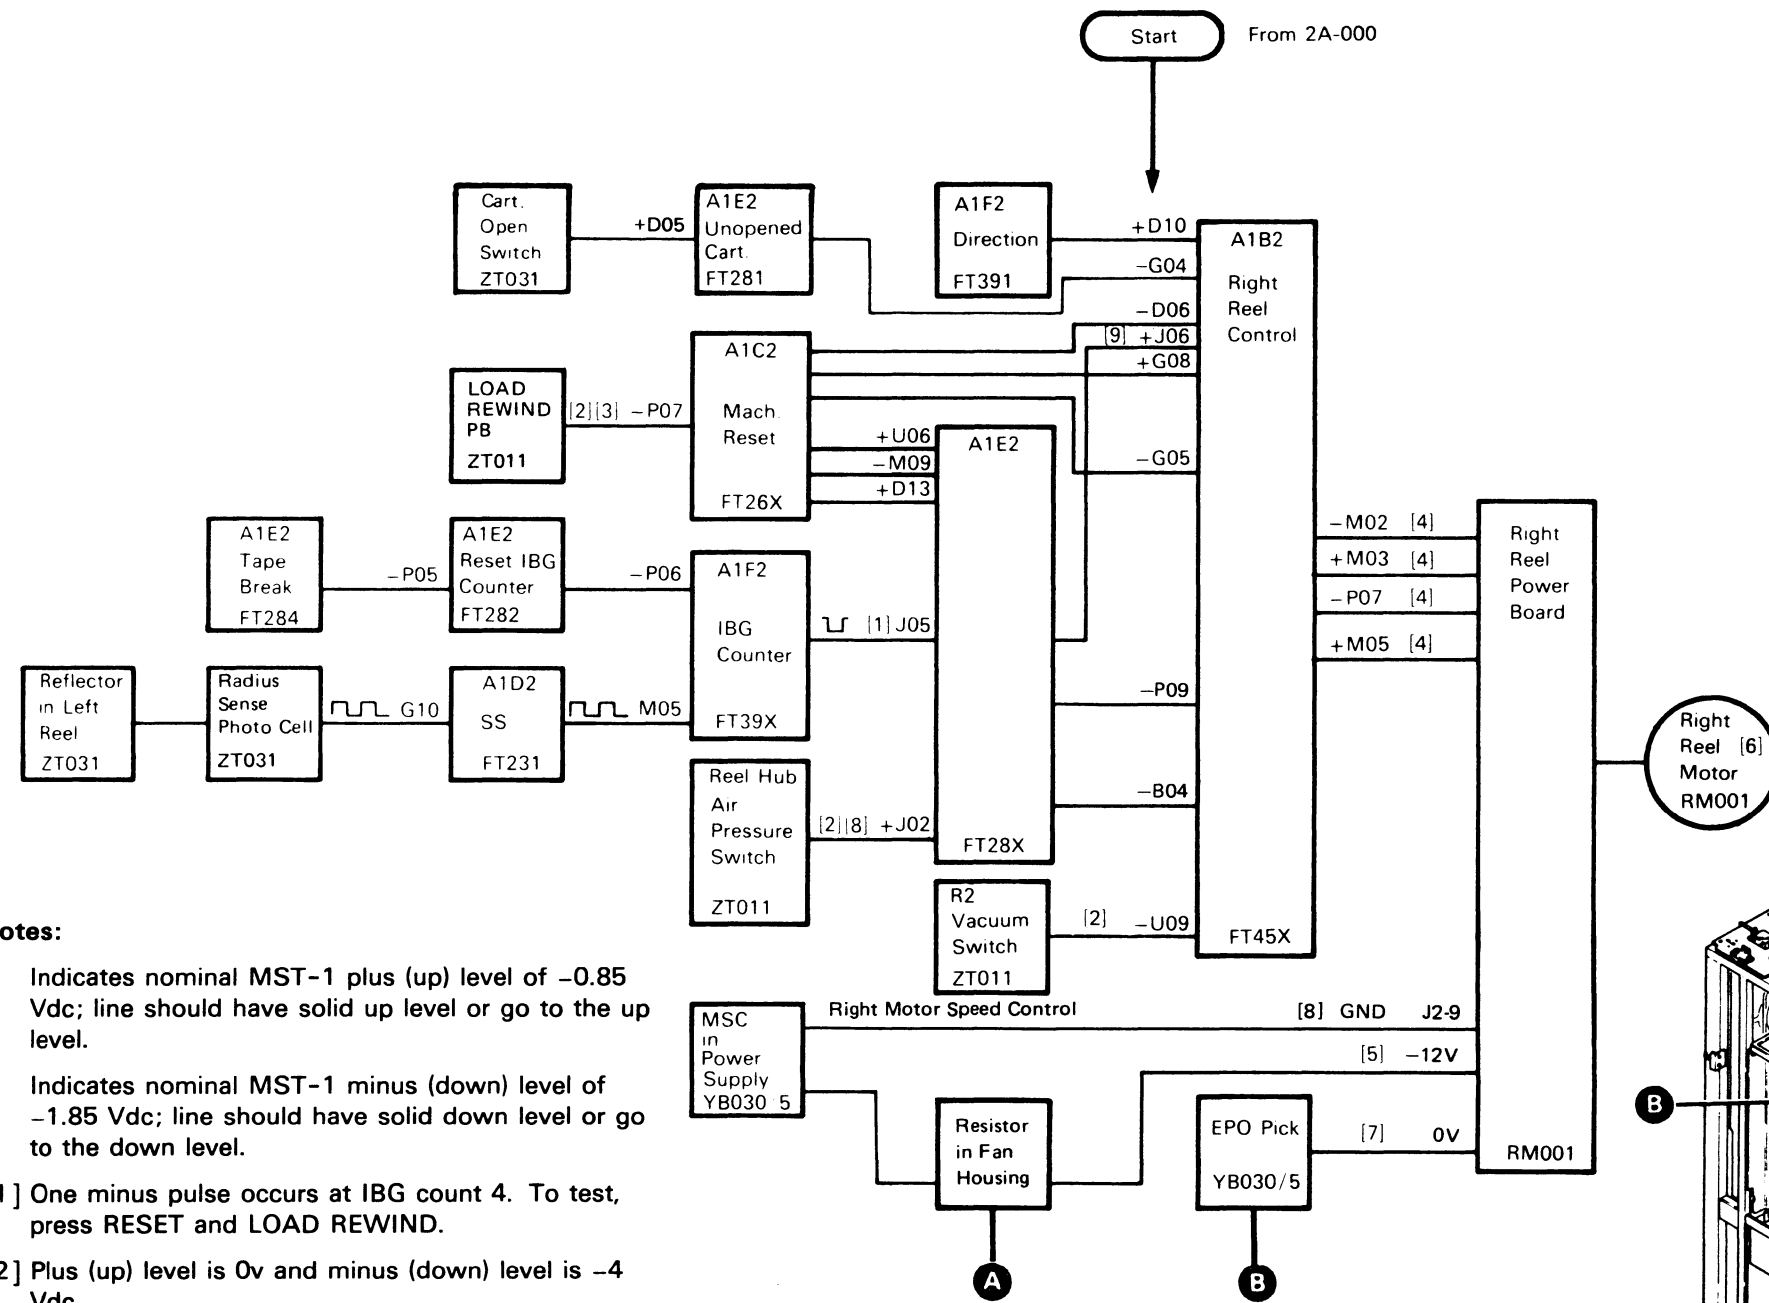 Start From 2A-000
Cart.
Open
Switch
ZT031
+D05
A1E2
Unopened
Cart.
FT281
A1F2
Direction
FT391
+D10
-G04
-D06
[9] +J06
+G08
-G05
-P09
-B04
A1B2
Right
Reel
Control
FT45X
LOAD
REWIND
PB
ZT011
[2][3] -P07
A1C2
Mach.
Reset
FT26X
+U06
-M09
+D13
A1E2
FT28X
A1E2
Tape
Break
FT284
-P05
A1E2
Reset IBG
Counter
FT282
-P06
A1F2
IBG
Counter
FT39X
[1] J05
Reflector
in Left
Reel
ZT031
Radius
Sense
Photo Cell
ZT031
G10
A1D2
SS
FT231
M05
Reel Hub
Air
Pressure
Switch
ZT011
[2][8] +J02
R2
Vacuum
Switch
ZT011
[2] -U09
-M02 [4]
+M03 [4]
-P07 [4]
+M05 [4]
Right
Reel
Power
Board
RM001
Right
Reel [6]
Motor
RM001
MSC
in
Power
Supply
YB030 5
Right Motor Speed Control [8] GND J2-9
[5] -12V
Resistor
in Fan
Housing
A
EPO Pick
YB030/5
[7] 0V
B
B
otes:
Indicates nominal MST-1 plus (up) level of -0.85
Vdc; line should have solid up level or go to the up
level.
Indicates nominal MST-1 minus (down) level of
-1.85 Vdc; line should have solid down level or go
to the down level.
1] One minus pulse occurs at IBG count 4. To test,
press RESET and LOAD REWIND.
2] Plus (up) level is 0v and minus (down) level is -4
Vdc.